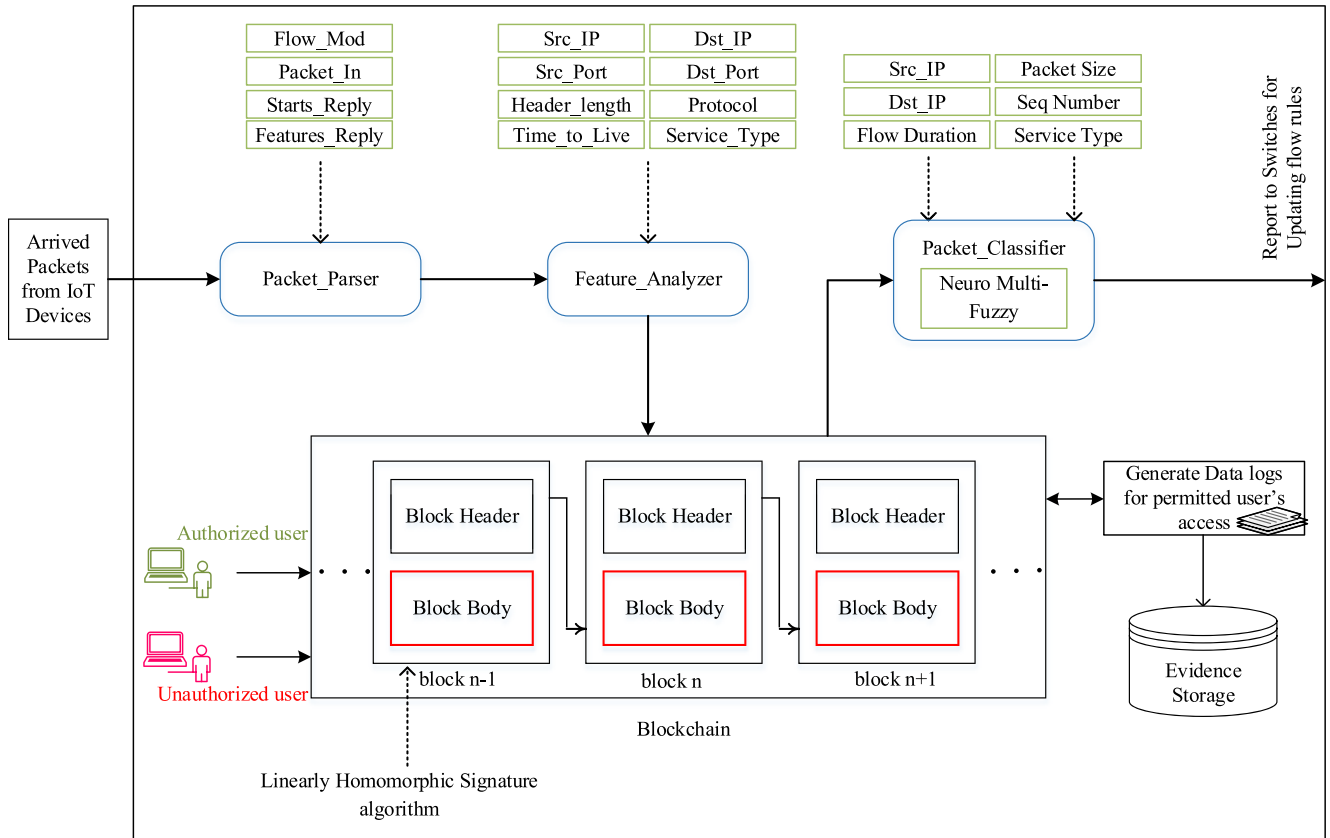 Flow_Mod
Packet_In
Starts_Reply
Features_Reply
Src_IP
Dst_IP
Src_Port
Dst_Port
Header_length
Protocol
Time_to_Live
Service_Type
Src_IP
Packet Size
Dst_IP
Seq Number
Flow Duration
Service Type
Report to Switches for
Updating flow rules
Arrived
Packets
from IoT
Devices
Packet_Parser
Feature_Analyzer
Packet_Classifier
Neuro Multi-
Fuzzy
Authorized user
Unauthorized user
. . .
Block Header
Block Body
block n-1
Block Header
Block Body
block n
Block Header
Block Body
block n+1
. . .
Blockchain
Linearly Homomorphic Signature
algorithm
Generate Data logs
for permitted user’s
access
Evidence
Storage